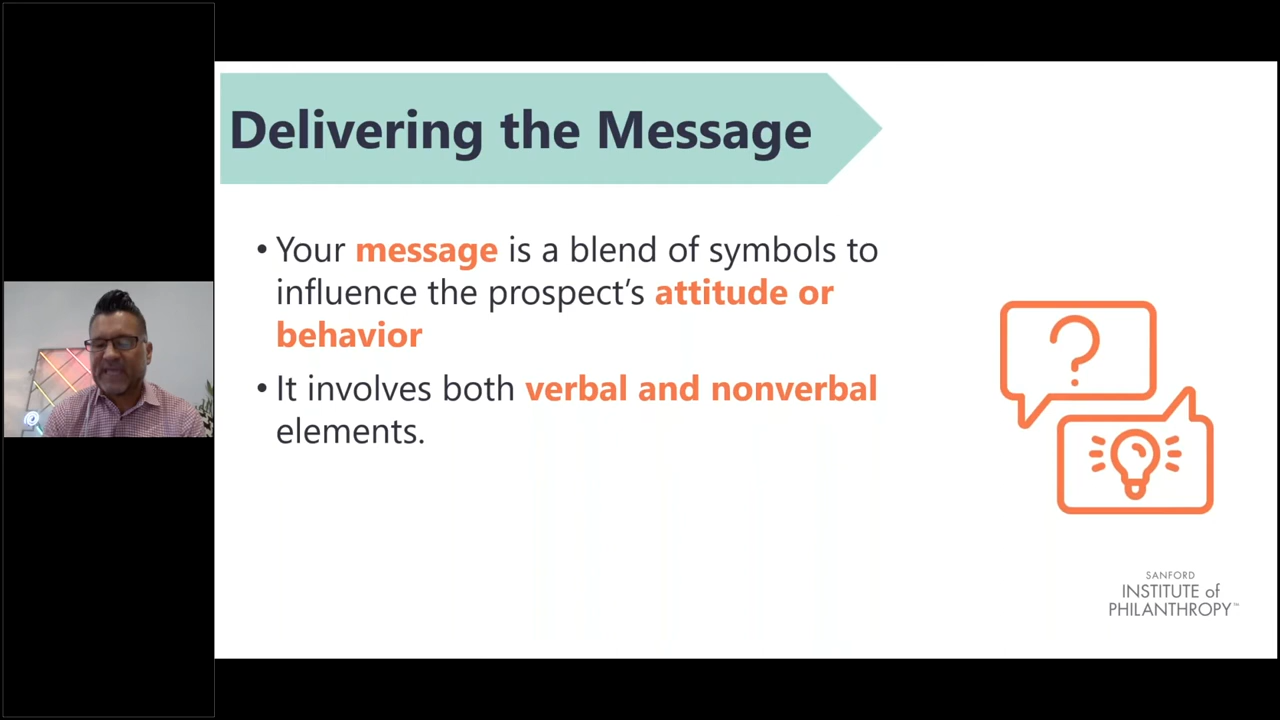 Delivering the Message
• Your message is a blend of symbols to
influence the prospect’s attitude or
behavior
• It involves both verbal and nonverbal
elements.
SANFORD
INSTITUTE of
PHILANTHROPY™